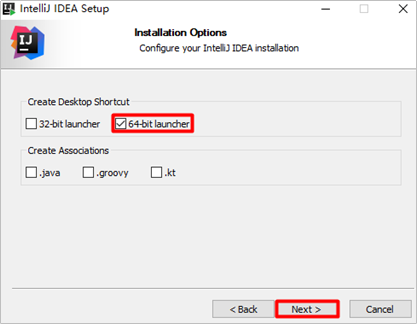 IntelliJ IDEA Setup
IJ
Installation Options
Configure your IntelliJ IDEA installation
Create Desktop Shortcut
32-bit launcher 64-bit launcher
Create Associations
.java .groovy .kt
< Back Next > Cancel